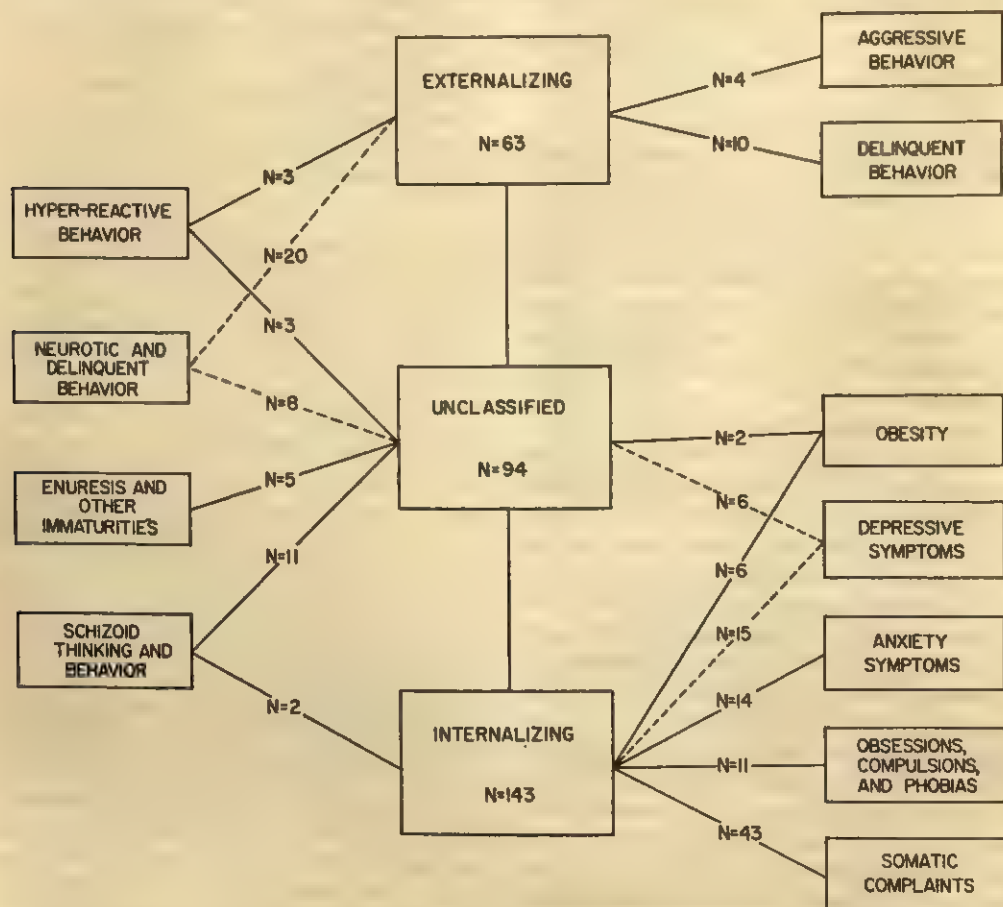 EXTERNALIZING
N=63
AGGRESSIVE
BEHAVIOR
N=4
DELINQUENT
BEHAVIOR
N=10
HYPER-REACTIVE
BEHAVIOR
N=3
N=20
N=3
NEUROTIC AND
DELINQUENT
BEHAVIOR
N=8
UNCLASSIFIED
N=94
ENURESIS AND
OTHER
IMMATURITIES
N=5
N=11
SCHIZOID
THINKING AND
BEHAVIOR
N=2
N=2
OBESITY
N=6
DEPRESSIVE
SYMPTOMS
N=6
N=15
ANXIETY
SYMPTOMS
N=14
INTERNALIZING
N=143
N=11
OBSESSIONS,
COMPULSIONS,
AND PHOBIAS
N=43
SOMATIC
COMPLAINTS